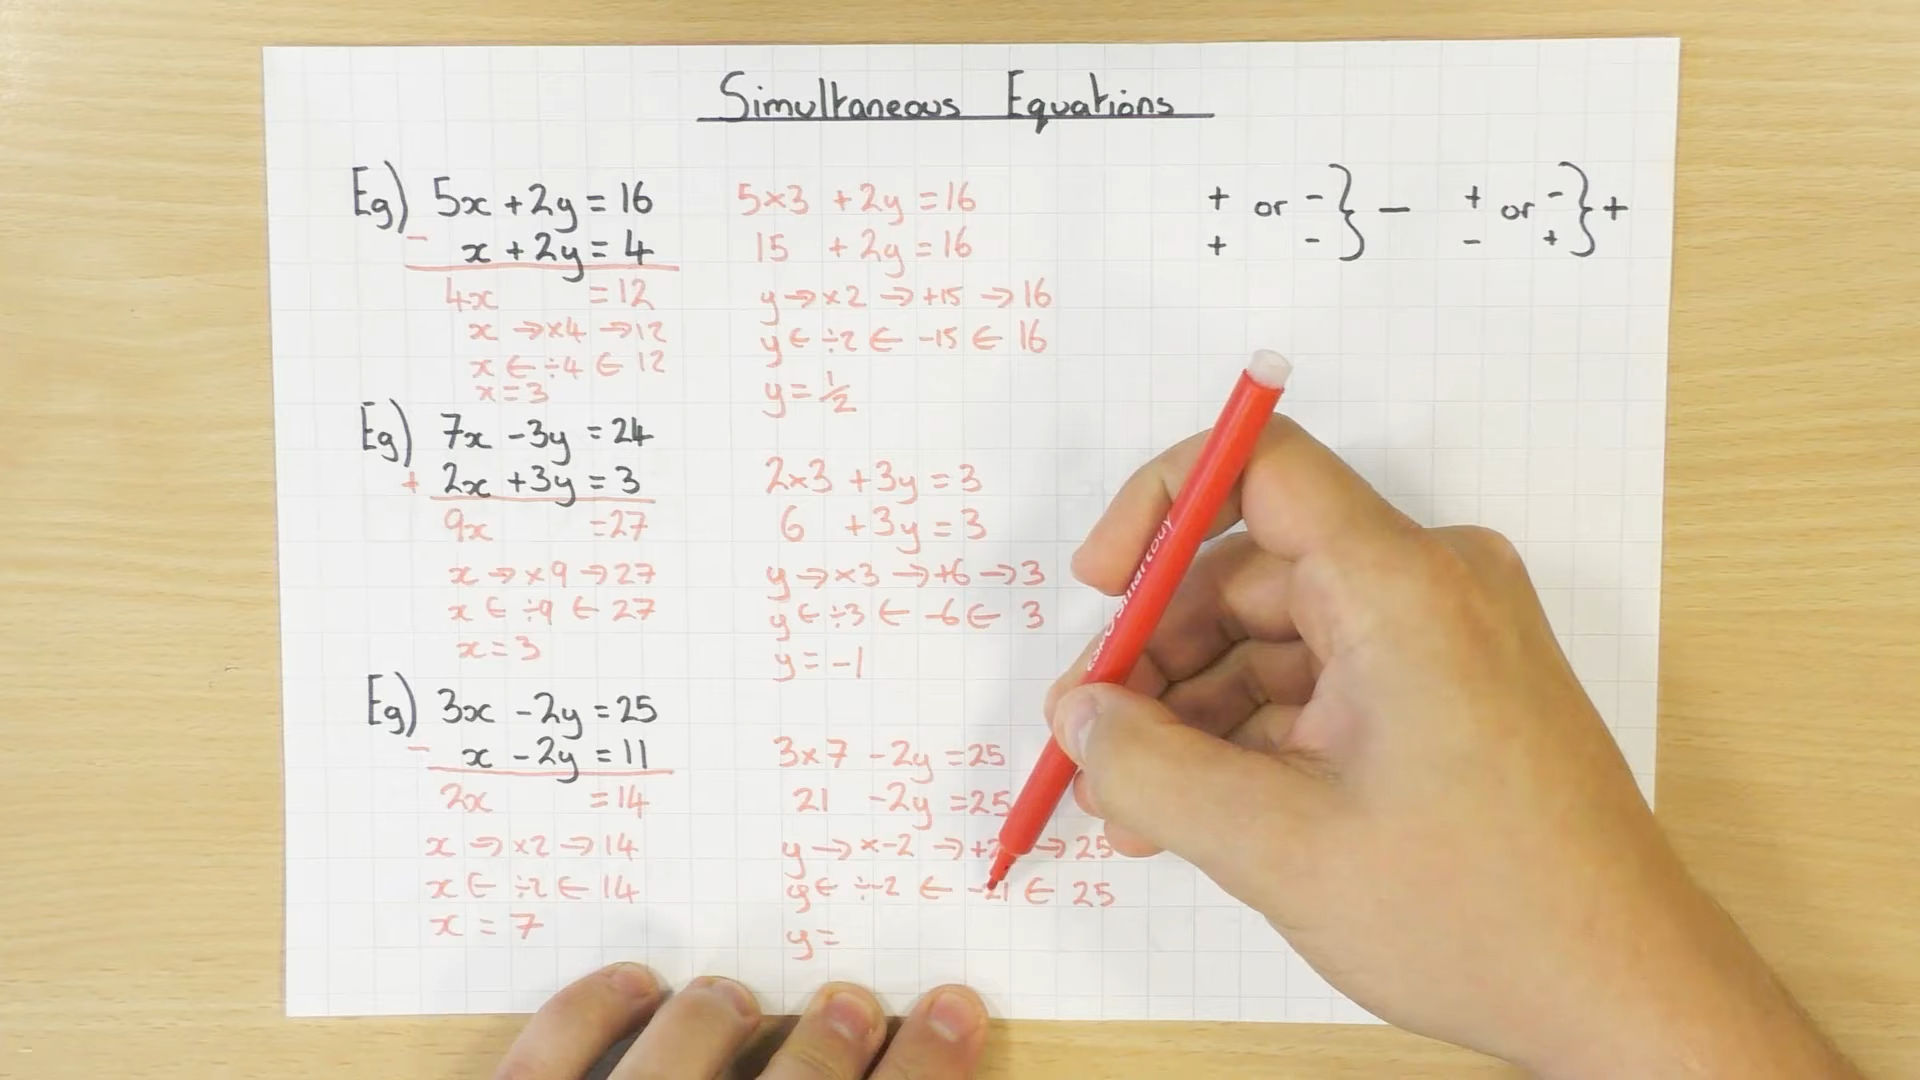 Simultaneous Equations
Eg) 5x + 2y = 16
- x + 2y = 4
4x = 12
x → ×4 → 12
x ← ÷4 ← 12
x = 3
5×3 + 2y = 16
15 + 2y = 16
y → ×2 → +15 → 16
y ← ÷2 ← -15 ← 16
y = 1/2
+ or - } - + or - } +
+ - - +
Eg) 7x - 3y = 24
+ 2x + 3y = 3
9x = 27
x → ×9 → 27
x ← ÷9 ← 27
x = 3
2×3 + 3y = 3
6 + 3y = 3
y → ×3 → +6 → 3
y ← ÷3 ← -6 ← 3
y = -1
Eg) 3x - 2y = 25
- x - 2y = 11
2x = 14
x → ×2 → 14
x ← ÷2 ← 14
x = 7
3×7 - 2y = 25
21 - 2y = 25
y → ×-2 → +2 → 25
y ← ÷-2 ← -21 ← 25
y =